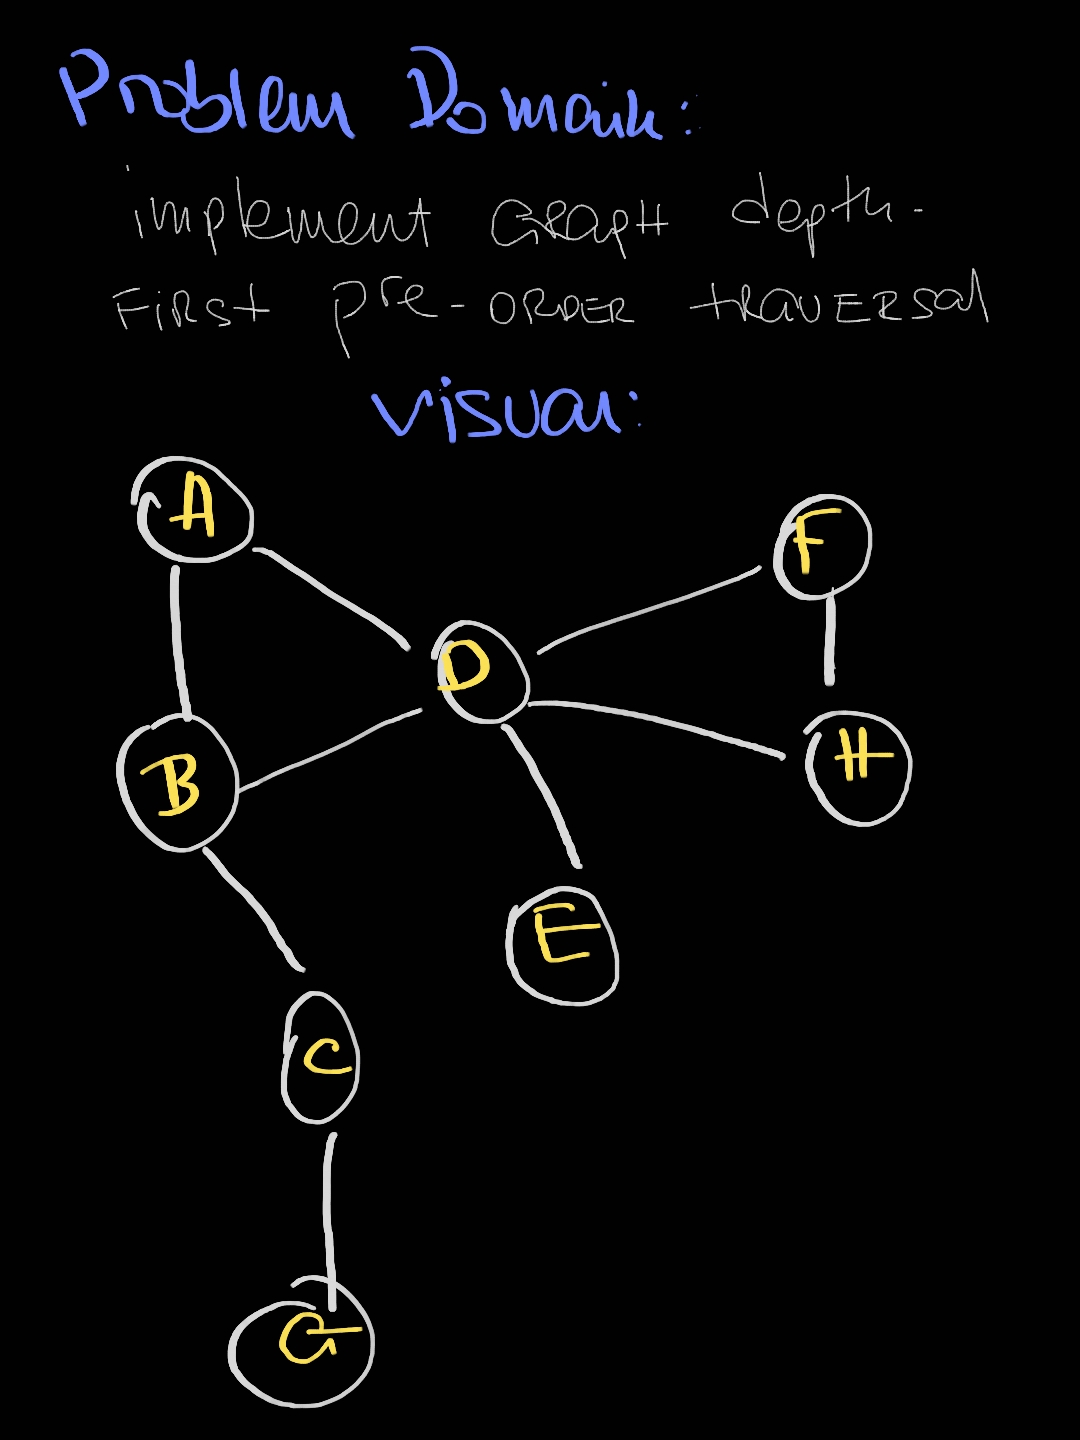 Problem Domain:
implement Graph depth-
First pre-order traversal
visual:
A
F
D
B
H
E
C
G